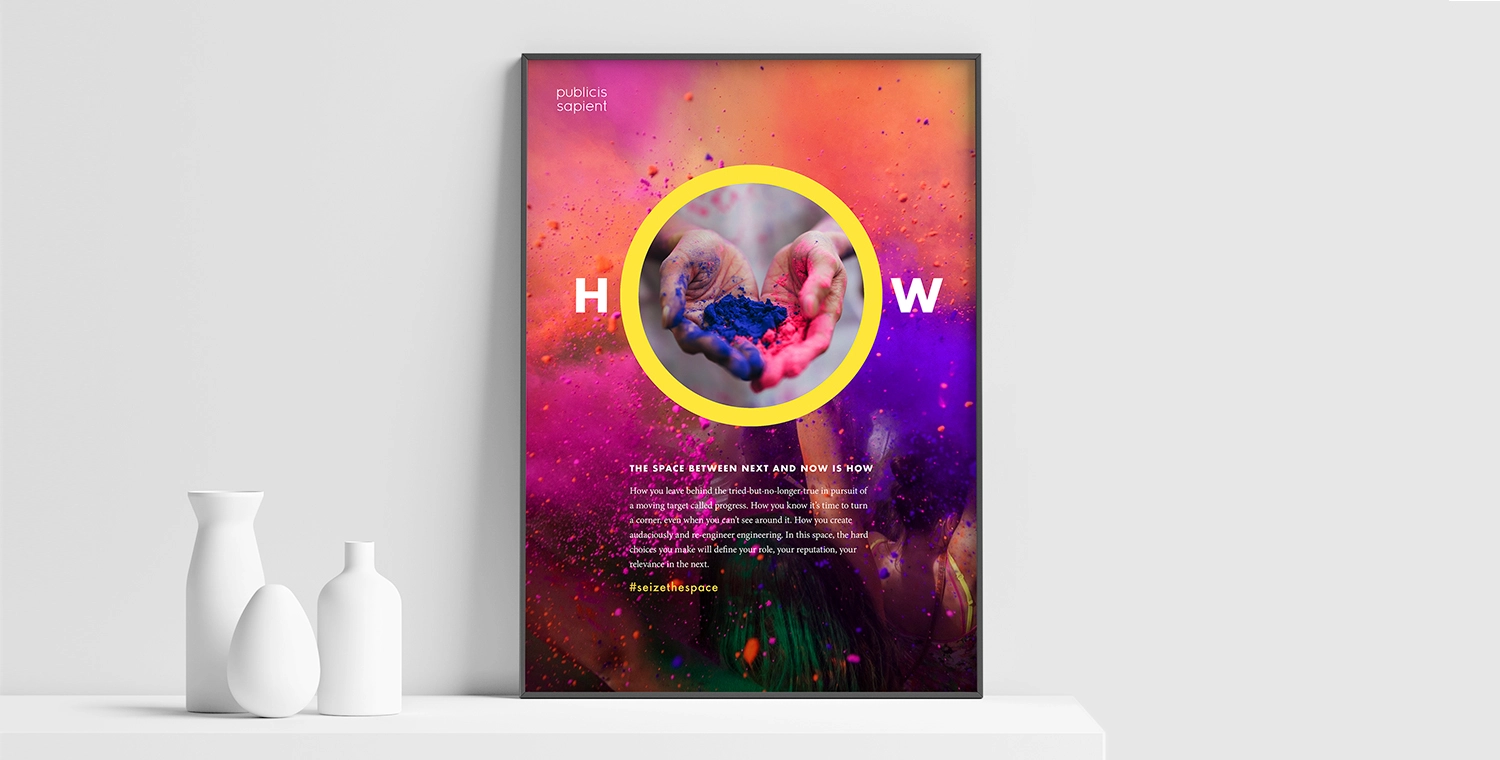 publicis
sapient
H W
THE SPACE BETWEEN NEXT AND NOW IS HOW
How you leave behind the tried-but-no-longer-true in pursuit of
a moving target called progress. How you know it's time to turn
a corner, even when you can't see around it. How you create
audaciously and re-engineer engineering. In this space, the hard
choices you make will define your role, your reputation, your
relevance in the next.
#seizethespace